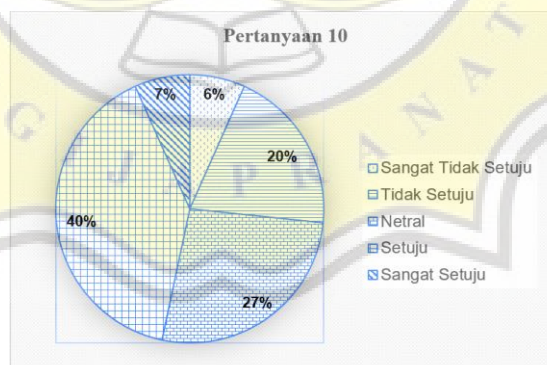 Pertanyaan 10
7%
6%
20%
40%
27%
Sangat Tidak Setuju
Tidak Setuju
Netral
Setuju
Sangat Setuju